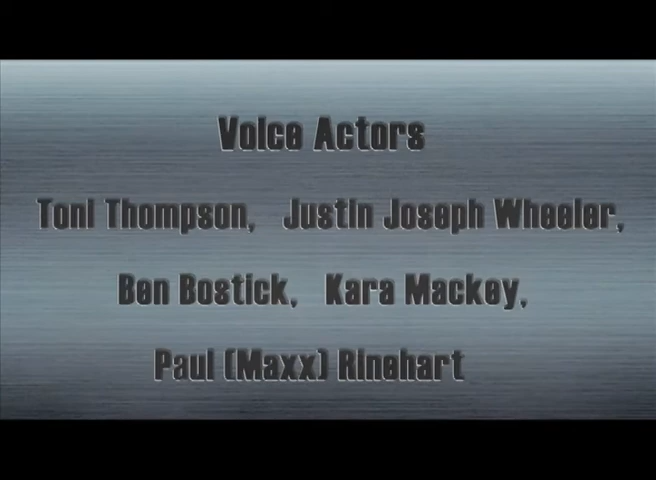 Voice Actors
Toni Thompson, Justin Joseph Wheeler,
Ben Bostick, Kara Mackey,
Paul (Maxx) Rinehart